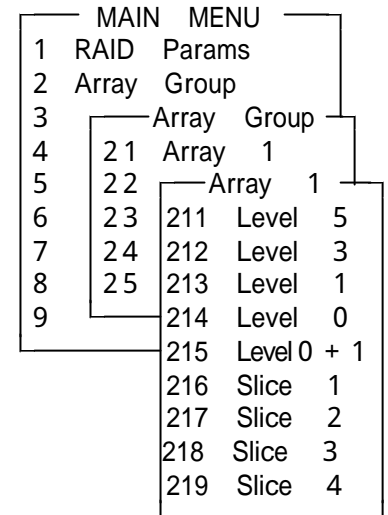 MAIN MENU
1 RAID Params
2 Array Group
3 Array Group
4 21 Array 1
5 22 Array 1
6 23 211 Level 5
7 24 212 Level 3
8 25 213 Level 1
9 214 Level 0
215 Level 0 + 1
216 Slice 1
217 Slice 2
218 Slice 3
219 Slice 4